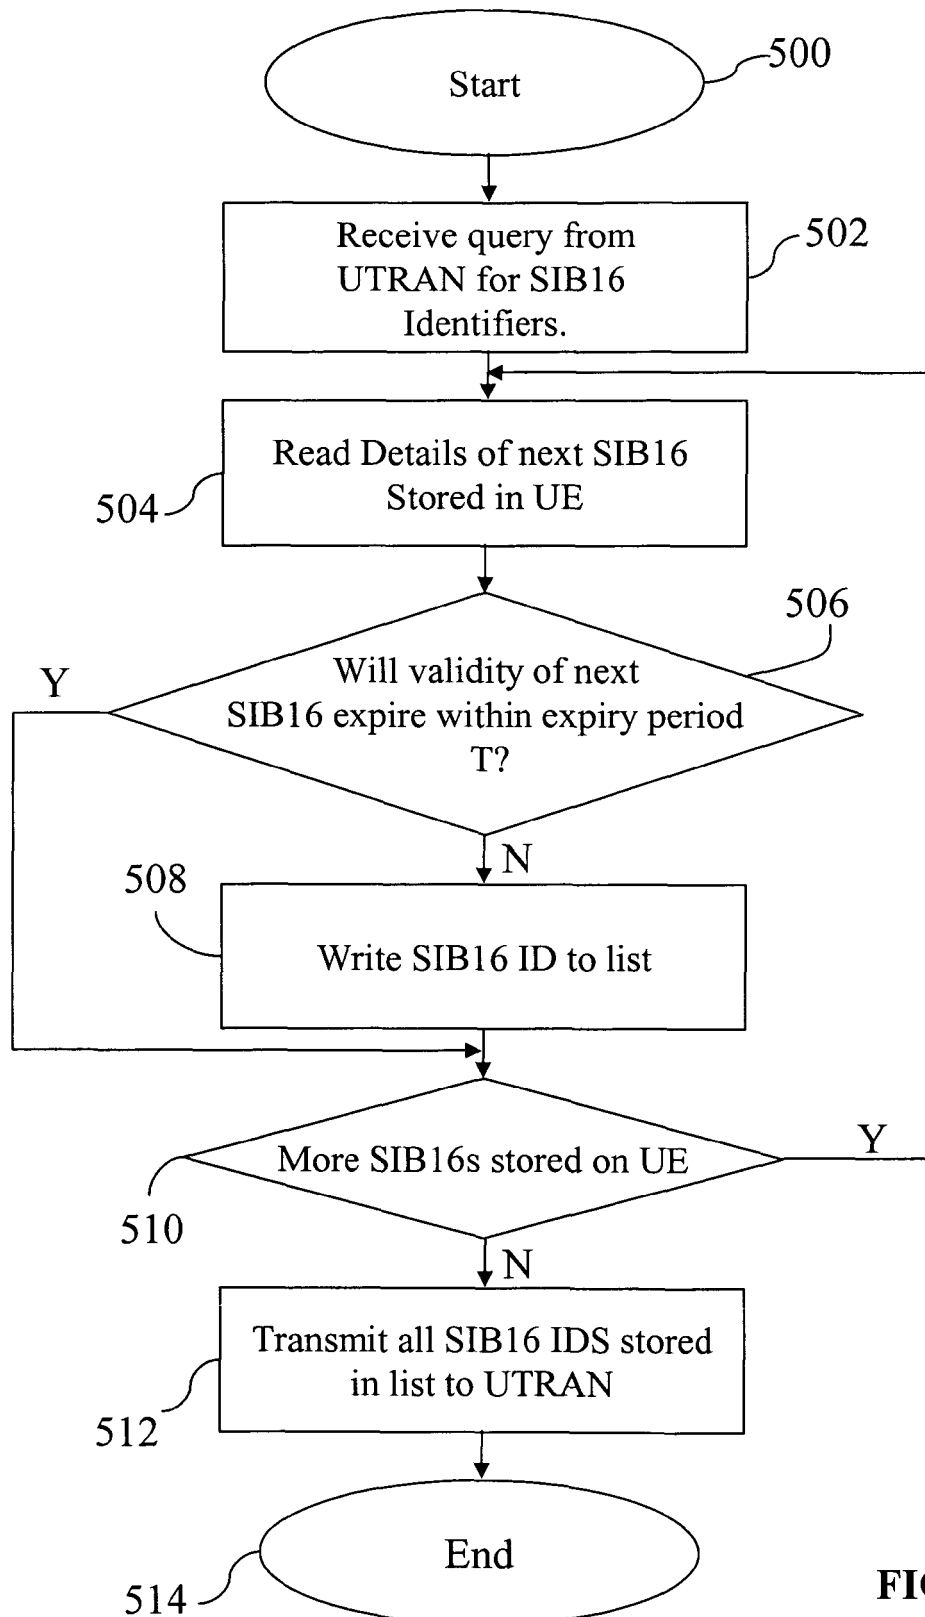 Start
500
Receive query from
UTRAN for SIB16
Identifiers.
502
Read Details of next SIB16
Stored in UE
504
506
Will validity of next
SIB16 expire within expiry period
T?
Y
N
508
Write SIB16 ID to list
More SIB16s stored on UE
Y
510
N
Transmit all SIB16 IDS stored
in list to UTRAN
512
End
514
FIG